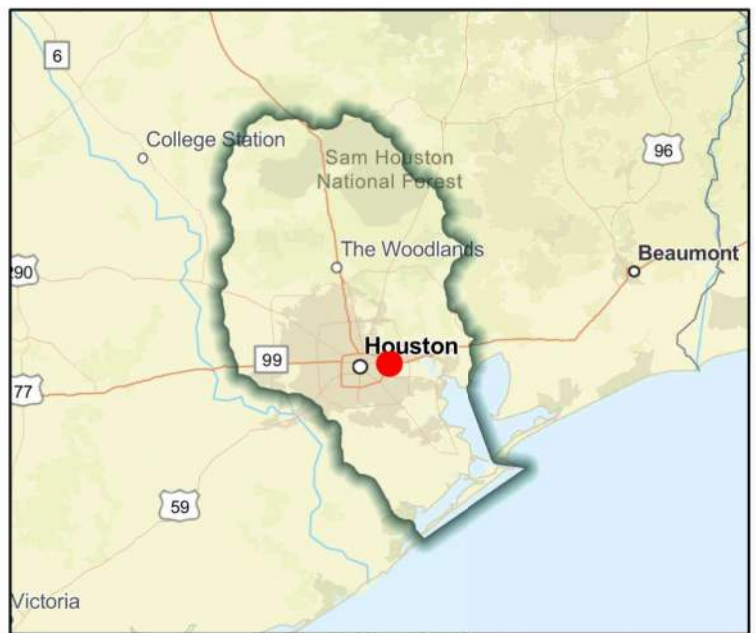 6
College Station
Sam Houston
National Forest
96
The Woodlands
Beaumont
290
Houston
99
77
59
Victoria